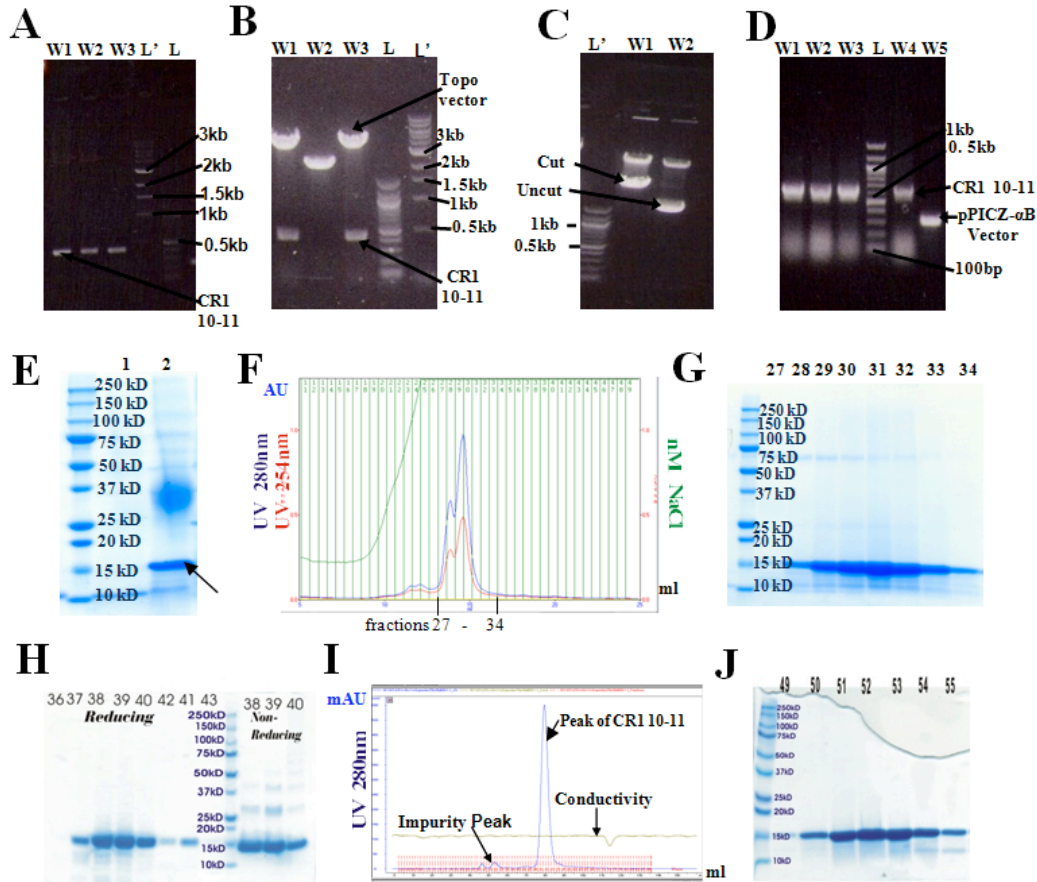 A
W1 W2 W3 L' L
3kb
2kb
1.5kb
1kb
0.5kb
CR1
10-11
B
W1 W2 W3 L L'
Topo
vector
3kb
2kb
1.5kb
1kb
0.5kb
CR1
10-11
C
L' W1 W2
Cut
Uncut
1kb
0.5kb
D
W1 W2 W3 L W4 W5
1kb
0. 5kb
CR1 10-11
pPICZ-αB
Vector
100bp
E
1 2
250 kD
150 kD
100 kD
75 kD
50 kD
37 kD
25 kD
20 kD
15 kD
10 kD
F
AU
UV 280nm
UV 254nm
nM NaCl
ml
fractions 27 - 34
G
27 28 29 30 31 32 33 34
250 kD
150 kD
100 kD
75 kD
50 kD
37 kD
25 kD
20 kD
15 kD
10 kD
H
36 37 38 39 40 42 41 43
Reducing
38 39 40
Non-
Reducing
250kD
150kD
100kD
75kD
50kD
37kD
25kD
20kD
15kD
10kD
I
mAU
UV 280nm
Peak of CR1 10-11
Conductivity
Impurity Peak
ml
J
49 50 51 52 53 54 55
250kD
150kD
100kD
75kD
50kD
37kD
25kD
20kD
15kD
10kD